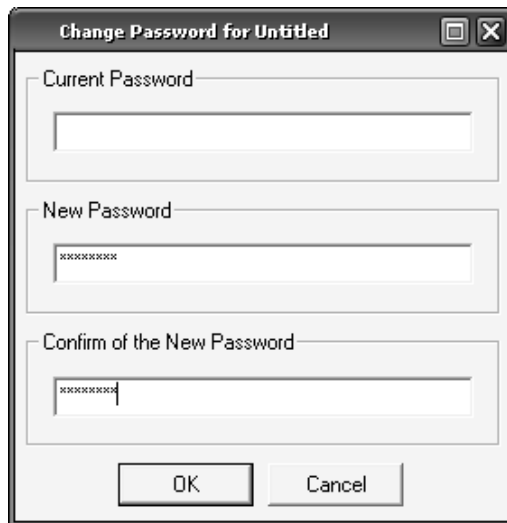 Change Password for Untitled
Current Password
New Password
********
Confirm of the New Password
********
OK Cancel